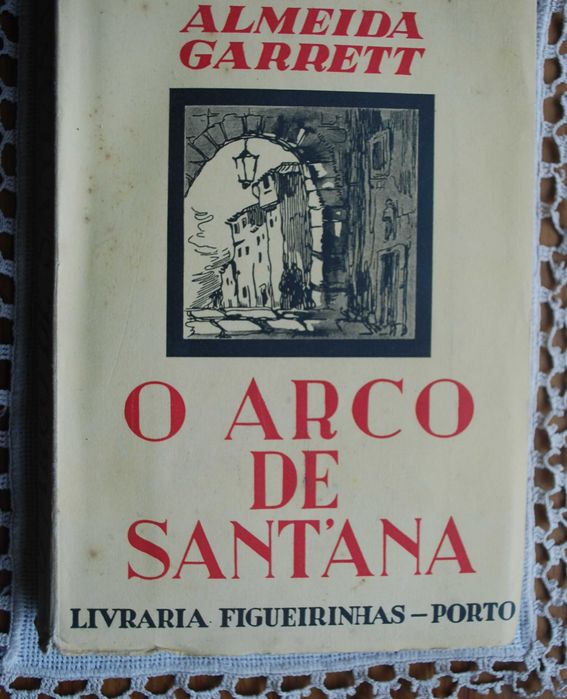 ALMEIDA
GARRETT
O ARCO
DE
SANT'ANA
LIVRARIA FIGUEIRINHAS – PORTO